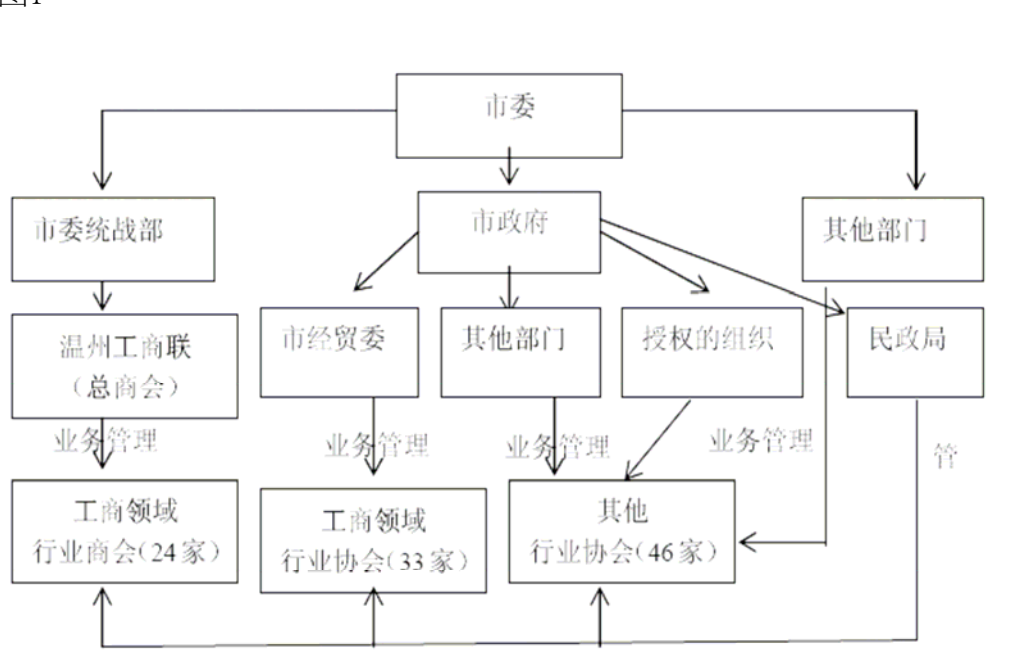 图1
市委
市委统战部
市政府
其他部门
温州工商联
（总商会）
市经贸委
其他部门
授权的组织
民政局
业务管理
业务管理
业务管理
业务管理
管
工商领域
行业商会（24家）
工商领域
行业协会（33家）
其他
行业协会（46家）